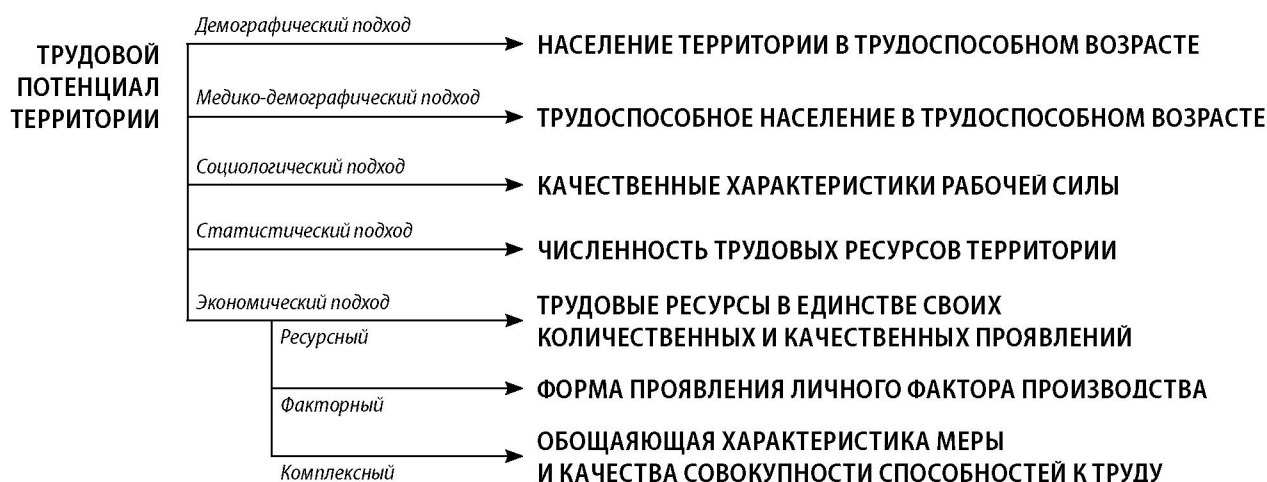 ТРУДОВОЙ
ПОТЕНЦИАЛ
ТЕРРИТОРИИ
Демографический подход
НАСЕЛЕНИЕ ТЕРРИТОРИИ В ТРУДОСПОСОБНОМ ВОЗРАСТЕ
Медико-демографический подход
ТРУДОСПОСОБНОЕ НАСЕЛЕНИЕ В ТРУДОСПОСОБНОМ ВОЗРАСТЕ
Социологический подход
КАЧЕСТВЕННЫЕ ХАРАКТЕРИСТИКИ РАБОЧЕЙ СИЛЫ
Статистический подход
ЧИСЛЕННОСТЬ ТРУДОВЫХ РЕСУРСОВ ТЕРРИТОРИИ
Экономический подход
Ресурсный
ТРУДОВЫЕ РЕСУРСЫ В ЕДИНСТВЕ СВОИХ
КОЛИЧЕСТВЕННЫХ И КАЧЕСТВЕННЫХ ПРОЯВЛЕНИЙ
Факторный
ФОРМА ПРОЯВЛЕНИЯ ЛИЧНОГО ФАКТОРА ПРОИЗВОДСТВА
Комплексный
ОБОЩАЯЮЩАЯ ХАРАКТЕРИСТИКА МЕРЫ
И КАЧЕСТВА СОВОКУПНОСТИ СПОСОБНОСТЕЙ К ТРУДУ